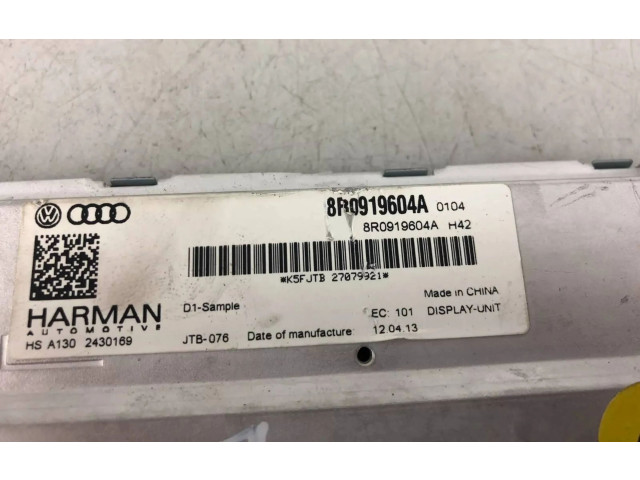 8R0919604A 0104
8R0919604A H42
*K5FJTB 27079921*
HARMAN
AUTOMOTIVE
D1-Sample
Made in CHINA
EC: 101 DISPLAY-UNIT
HS A130 2430169 JTB-076 Date of manufacture 12.04.13